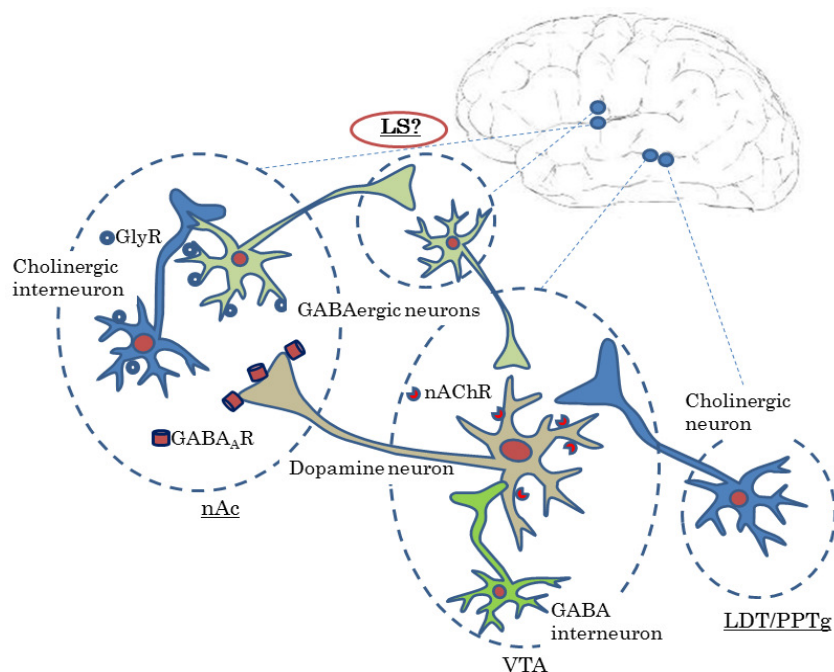 LS?
GlyR
Cholinergic
interneuron
GABAergic neurons
nAChR
Cholinergic
neuron
GABAAR
Dopamine neuron
nAc
GABA
interneuron
LDT/PPTg
VTA